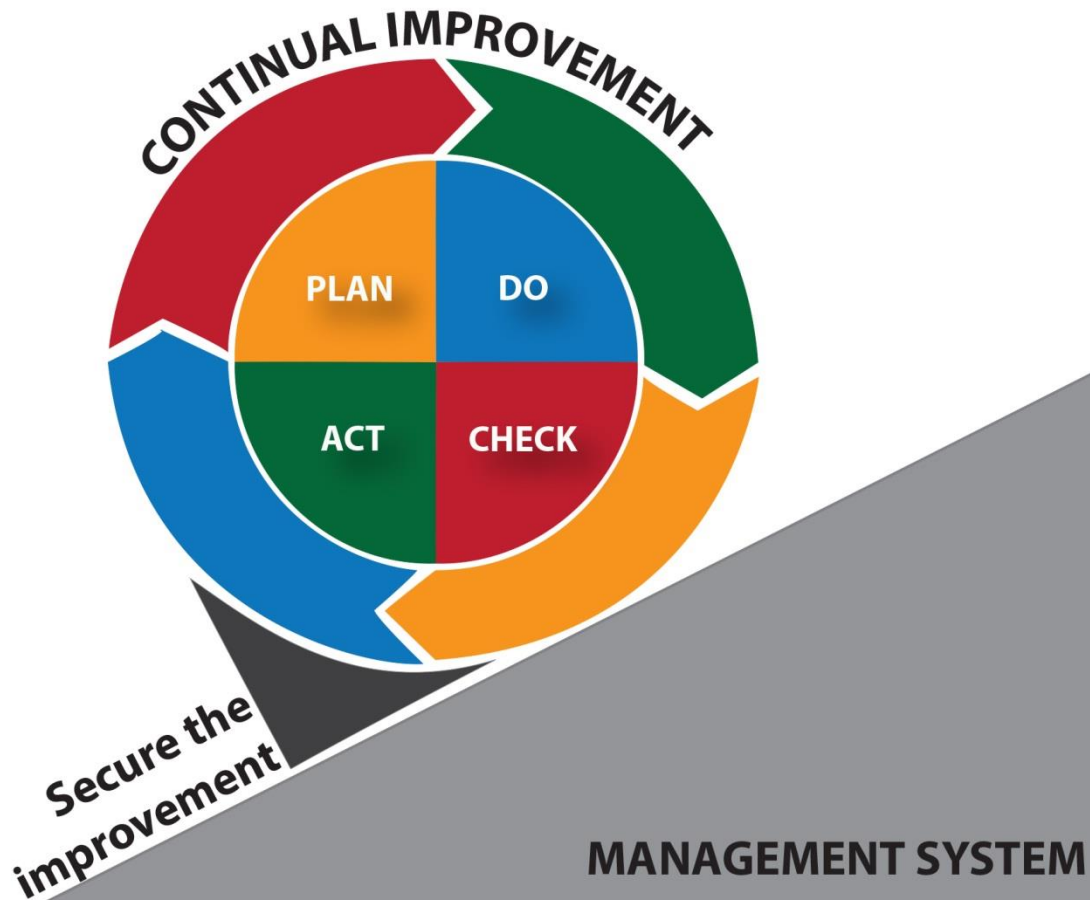 CONTINUAL IMPROVEMENT
PLAN
DO
ACT
CHECK
Secure the
improvement
MANAGEMENT SYSTEM